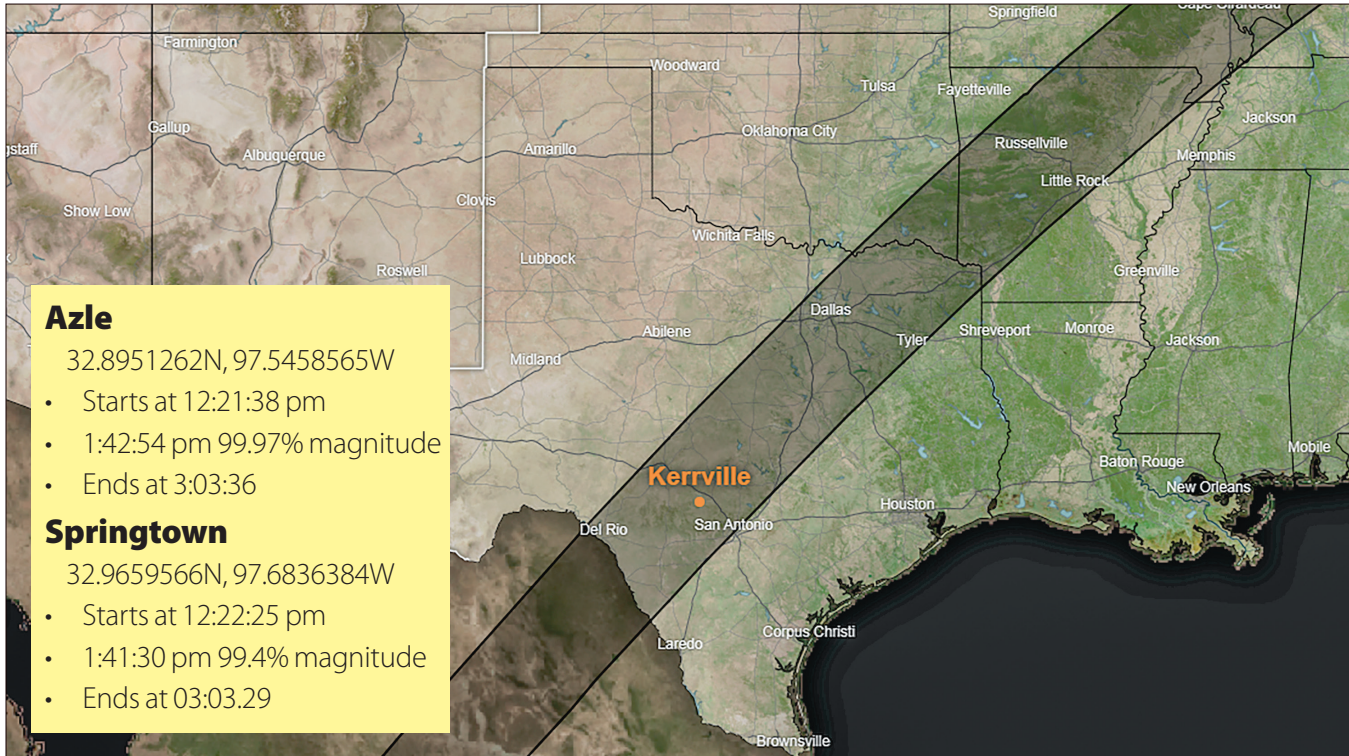 Springfield
Cape Girardeau
Farmington
Woodward
Tulsa
Fayetteville
Gallup
Oklahoma City
Jackson
gstaff
Albuquerque
Amarillo
Russellville
Memphis
Little Rock
Show Low
Clovis
Wichita Falls
Lubbock
Roswell
Greenville
Dallas
Abilene
Tyler
Shreveport
Monroe
Jackson
Midland
Kerrville
Mobile
Baton Rouge
New Orleans
Houston
Del Rio
San Antonio
Laredo
Corpus Christi
Brownsville
Azle
32.8951262N, 97.5458565W
• Starts at 12:21:38 pm
• 1:42:54 pm 99.97% magnitude
• Ends at 3:03:36
Springtown
32.9659566N, 97.6836384W
• Starts at 12:22:25 pm
• 1:41:30 pm 99.4% magnitude
• Ends at 03:03.29